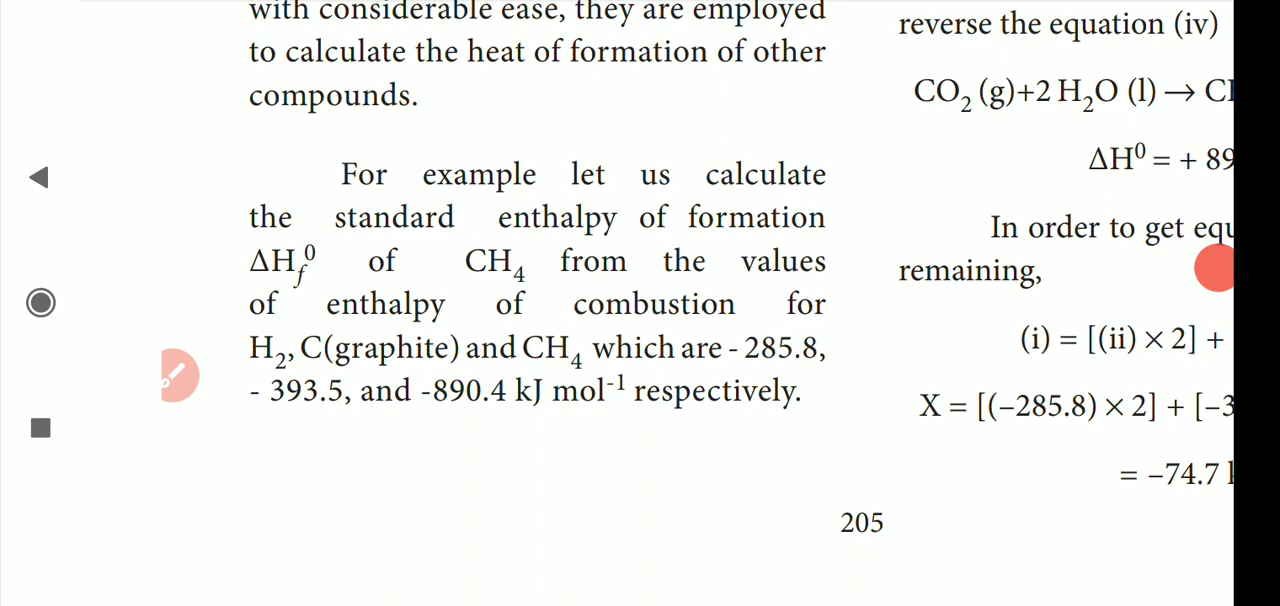 with considerable ease, they are employed
to calculate the heat of formation of other
compounds.
For example let us calculate
the standard enthalpy of formation
ΔH_f^0 of CH₄ from the values
of enthalpy of combustion for
H₂, C(graphite) and CH₄ which are - 285.8,
- 393.5, and -890.4 kJ mol⁻¹ respectively.
reverse the equation (iv)
CO₂ (g)+2 H₂O (l) → C
ΔH⁰ = + 89
In order to get equ
remaining,
(i) = [(ii) × 2] +
X = [(–285.8) × 2] + [–3
= –74.7
205